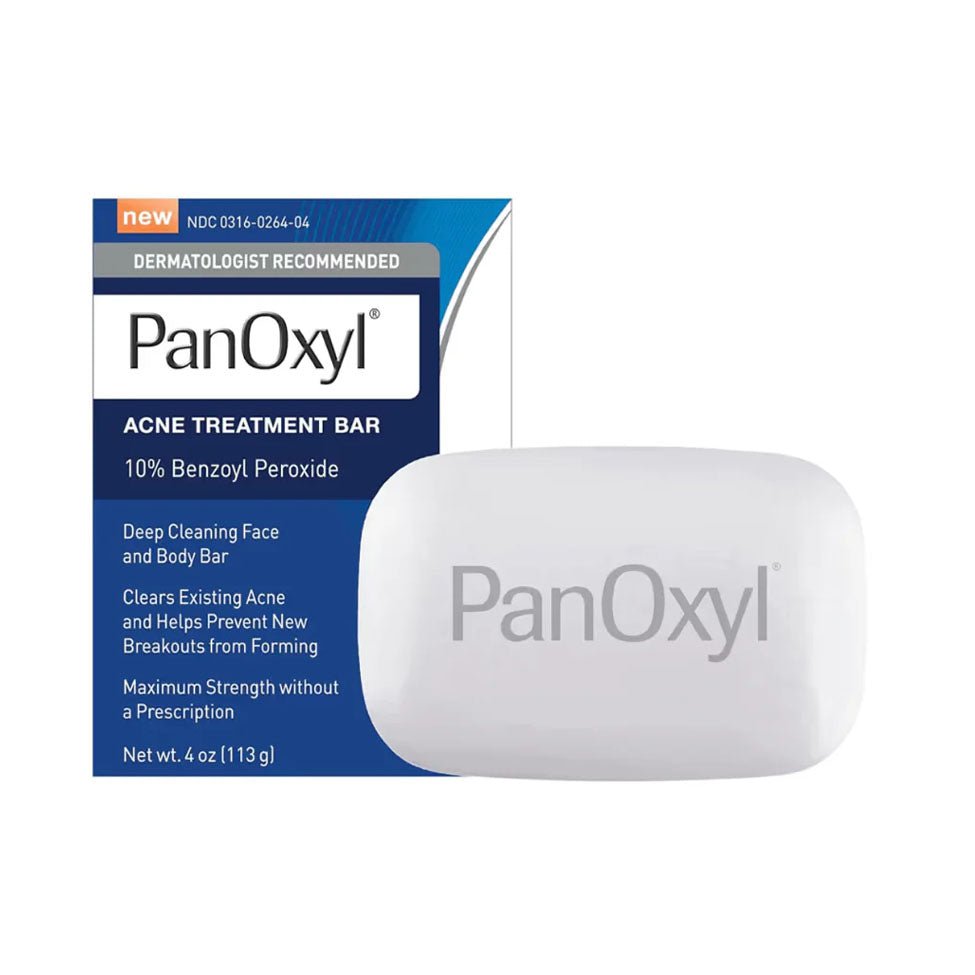 new NDC 0316-0264-04
DERMATOLOGIST RECOMMENDED
PanOxyl®
ACNE TREATMENT BAR
10% Benzoyl Peroxide
Deep Cleaning Face
and Body Bar
Clears Existing Acne
and Helps Prevent New
Breakouts from Forming
Maximum Strength without
a Prescription
Net wt. 4 oz (113 g)
PanOxyl®